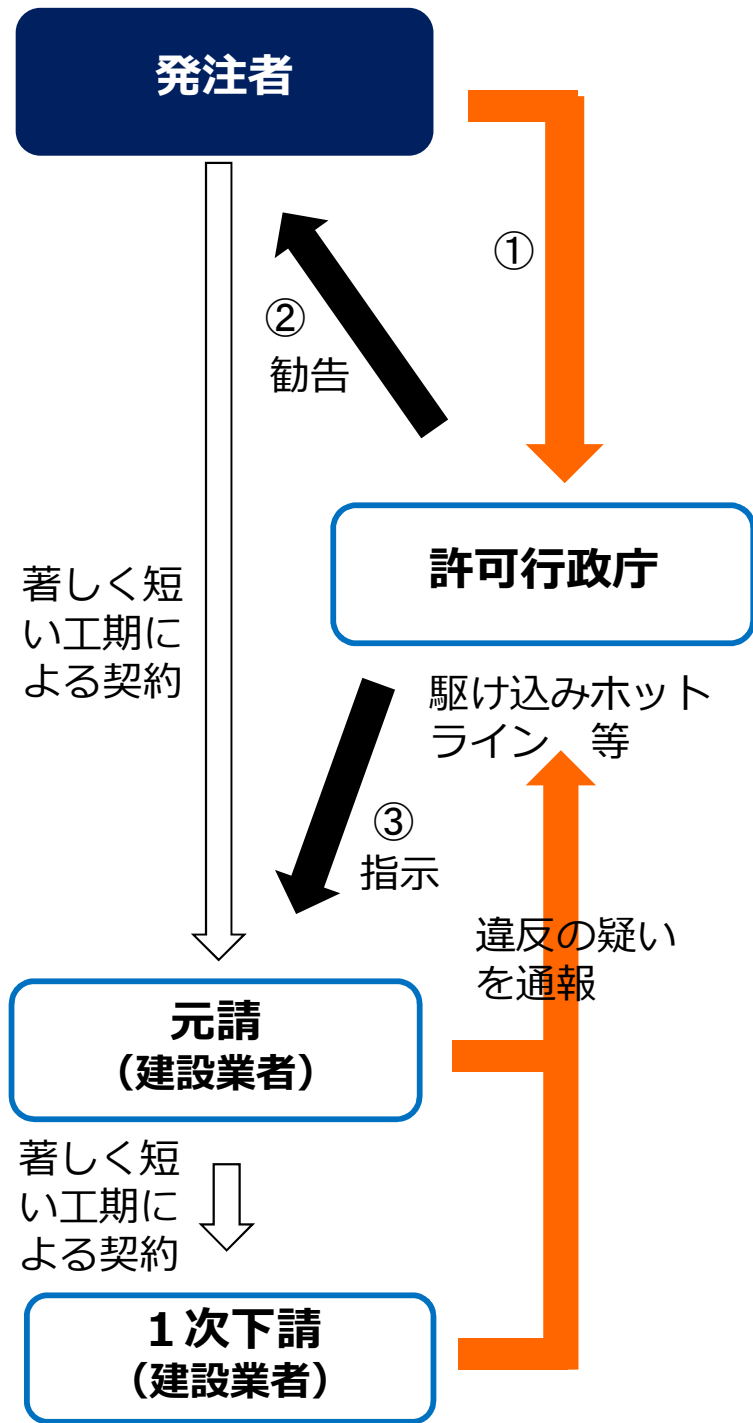 発注者
①
②
勧告
許可行政庁
著しく短
い工期に
よる契約
駆け込みホット
ライン　等
③
指示
違反の疑い
を通報
元請
（建設業者）
著しく短
い工期に
よる契約
１次下請
（建設業者）